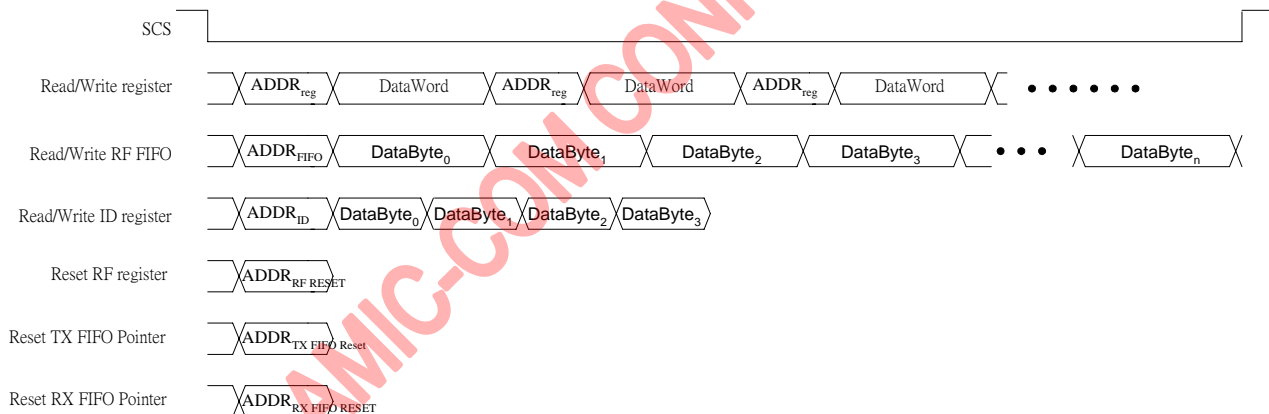 SCS
Read/Write register ADDRreg DataWord ADDRreg DataWord ADDRreg DataWord
Read/Write RF FIFO ADDRFIFO DataByte0 DataByte1 DataByte2 DataByte3 DataByten
Read/Write ID register ADDRID DataByte0 DataByte1 DataByte2 DataByte3
Reset RF register ADDRRF RESET
Reset TX FIFO Pointer ADDRTX FIFO Reset
Reset RX FIFO Pointer ADDRRX FIFO RESET
AMIC-COM CON